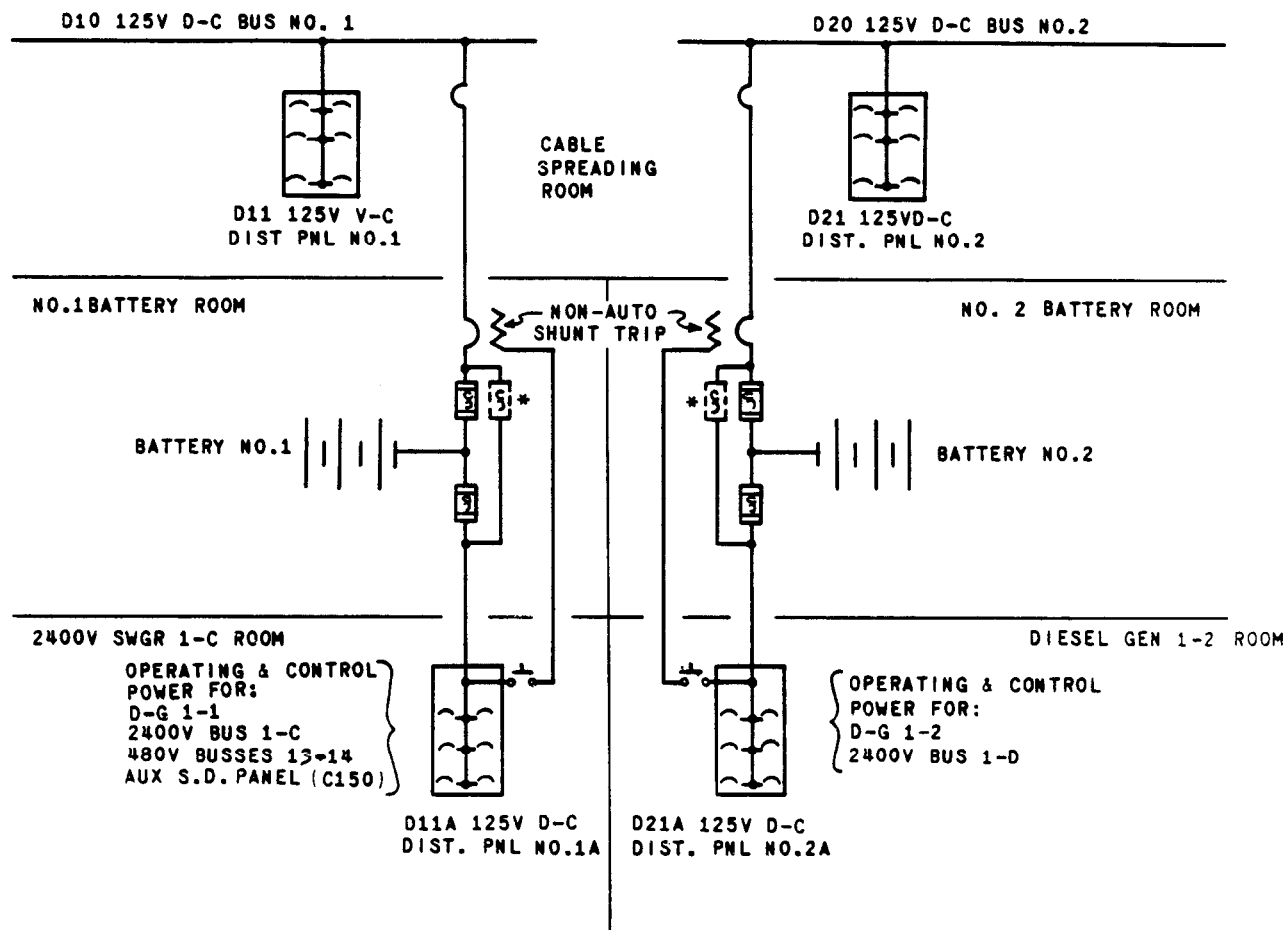 D10 125V D-C BUS NO. 1
D20 125V D-C BUS NO.2
CABLE
SPREADING
ROOM
D11 125V V-C
DIST PNL NO.1
D21 125VD-C
DIST. PNL NO.2
NO.1BATTERY ROOM
NON-AUTO
SHUNT TRIP
NO. 2 BATTERY ROOM
*
*
BATTERY NO.1
BATTERY NO.2
2400V SWGR 1-C ROOM
DIESEL GEN 1-2 ROOM
OPERATING & CONTROL
POWER FOR:
D-G 1-1
2400V BUS 1-C
480V BUSSES 13-14
AUX S.D. PANEL (C150)
OPERATING & CONTROL
POWER FOR:
D-G 1-2
2400V BUS 1-D
D11A 125V D-C
DIST. PNL NO.1A
D21A 125V D-C
DIST. PNL NO.2A